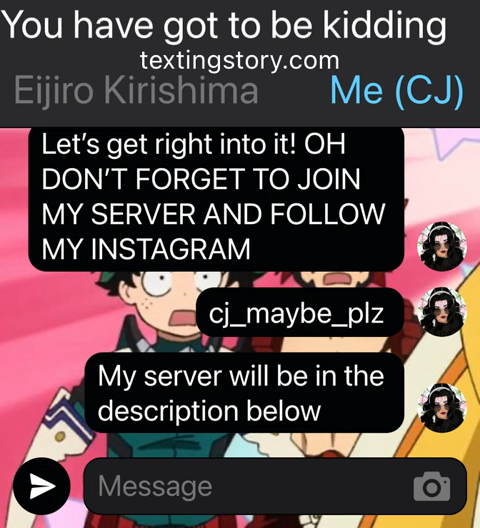 You have got to be kidding
textingstory.com
Eijiro Kirishima Me (CJ)
Let’s get right into it! OH
DON’T FORGET TO JOIN
MY SERVER AND FOLLOW
MY INSTAGRAM
cj_maybe_plz
My server will be in the
description below
Message